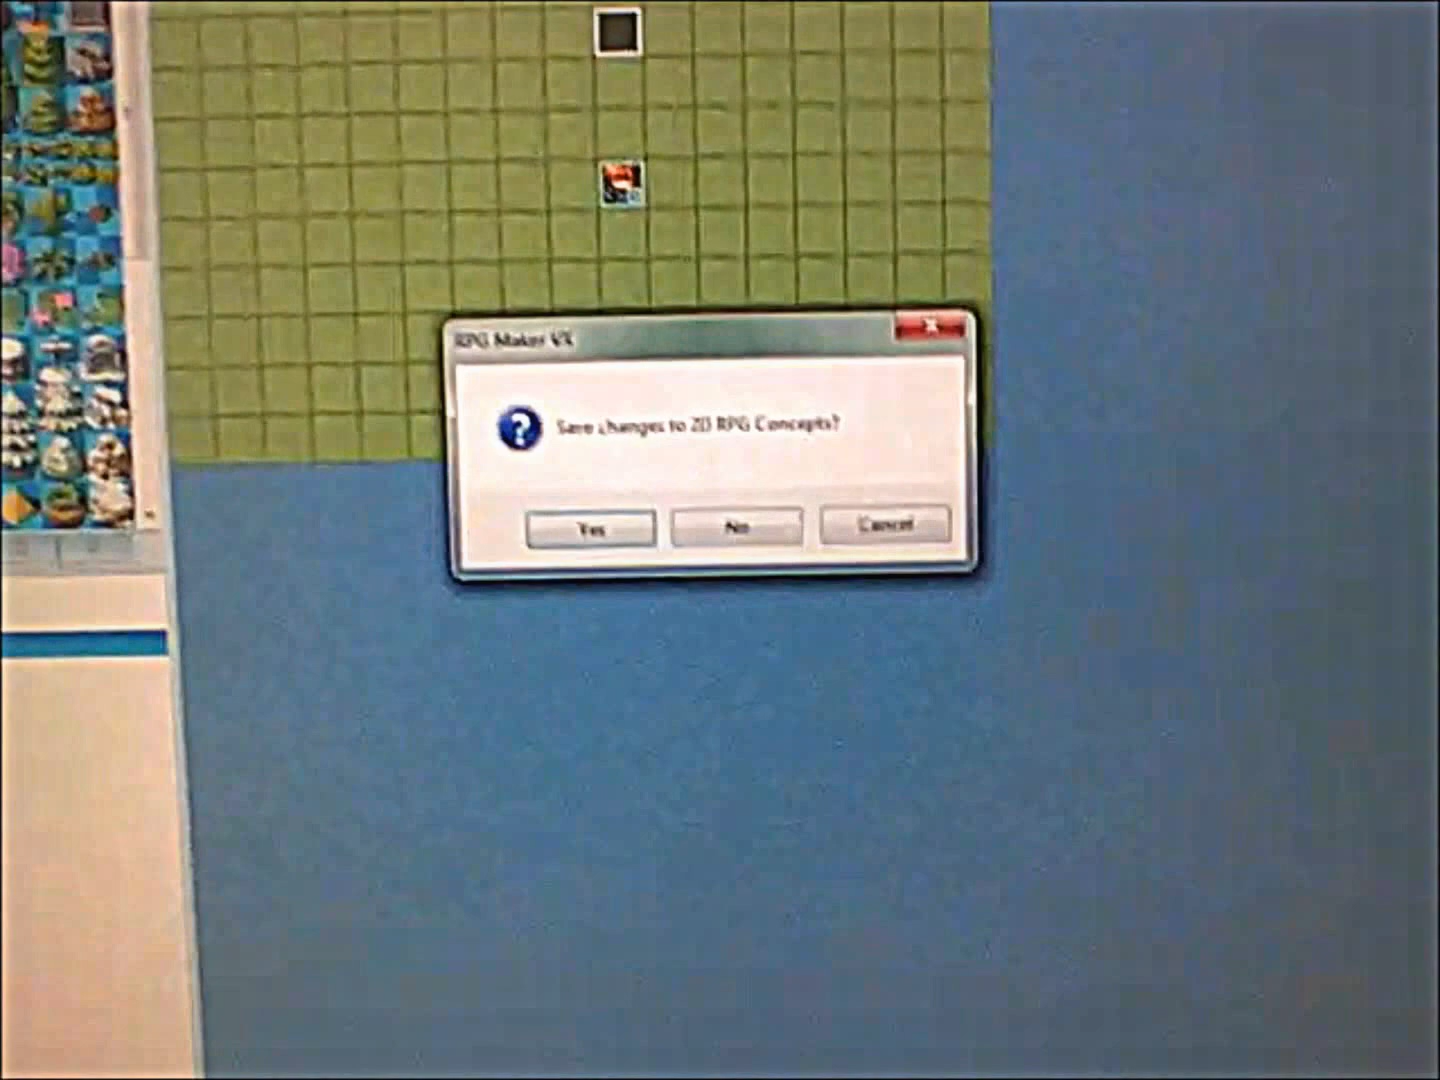 RPG Maker VX
Save changes to 2D RPG Concepts?
Yes
No
Cancel